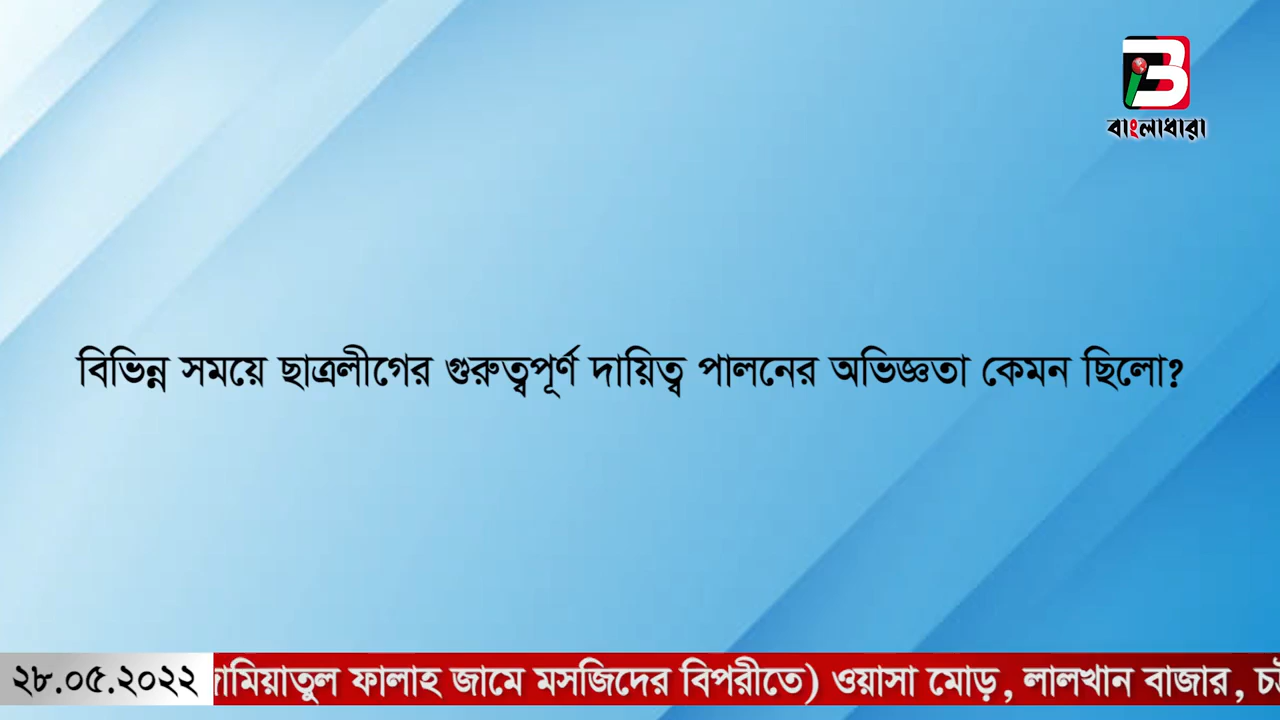 বাংলাধারা
বিভিন্ন সময়ে ছাত্রলীগের গুরুত্বপূর্ণ দায়িত্ব পালনের অভিজ্ঞতা কেমন ছিলো?
২৮.০৫.২০২২ জামিয়াতুল ফালাহ জামে মসজিদের বিপরীতে) ওয়াসা মোড়, লালখান বাজার,